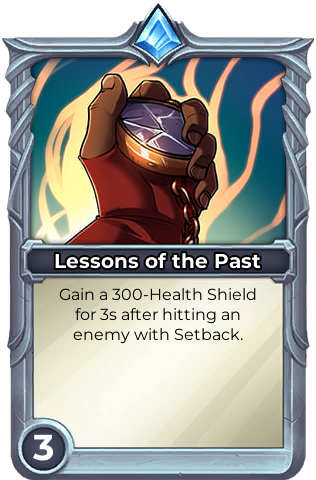 Lessons of the Past
Gain a 300-Health Shield
for 3s after hitting an
enemy with Setback.
3